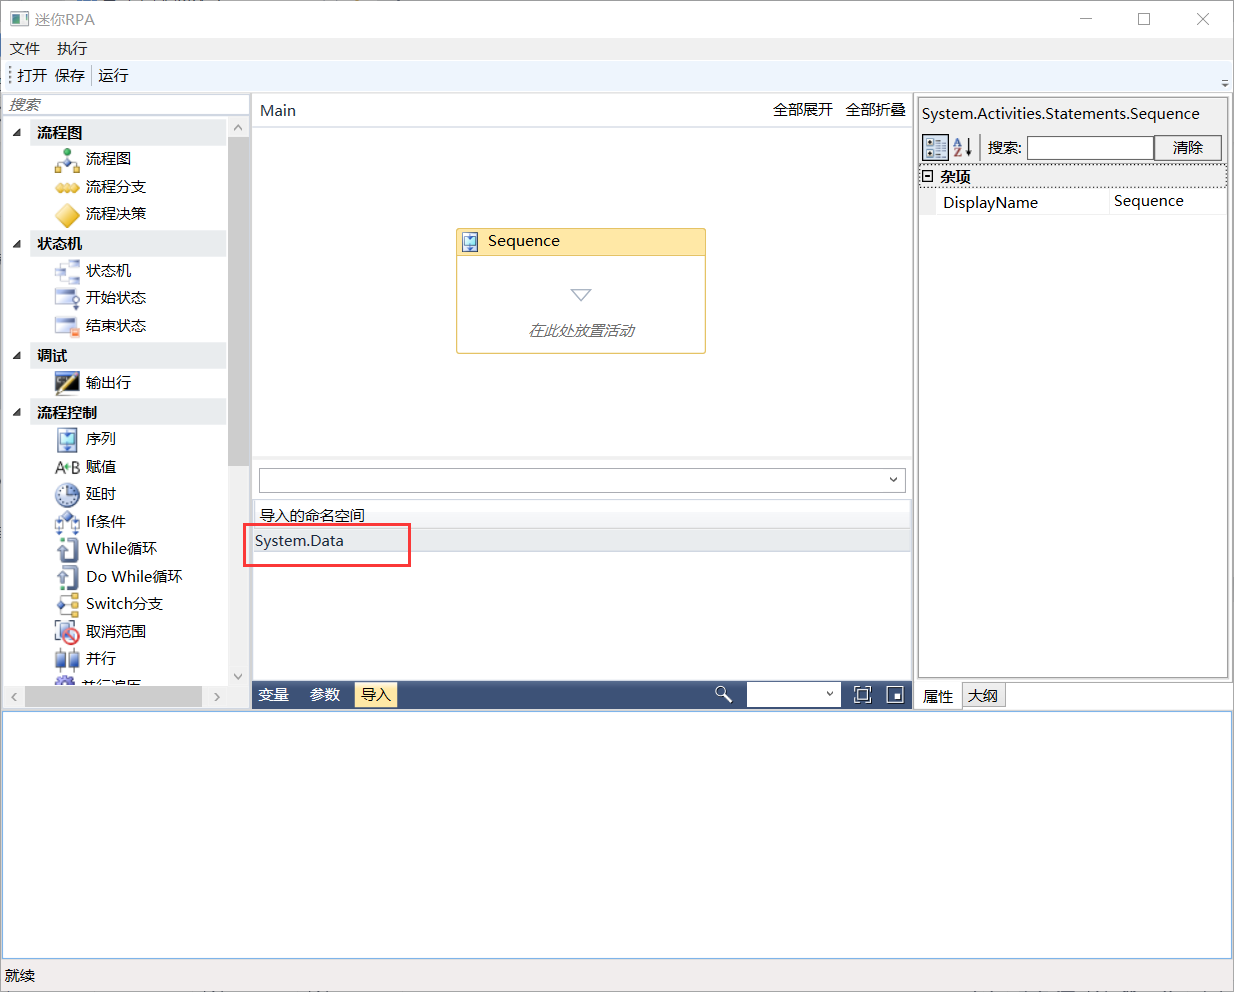 迷你RPA
文件 执行
打开 保存 运行
搜索
流程图
流程图
流程分支
流程决策
状态机
状态机
开始状态
结束状态
调试
输出行
流程控制
序列
A←B 赋值
延时
If条件
While循环
Do While循环
Switch分支
取消范围
并行
并行遍历
Main 全部展开 全部折叠
Sequence
在此处放置活动
导入的命名空间
System.Data
变量 参数 导入
System.Activities.Statements.Sequence
A Z 搜索: 清除
杂项
DisplayName Sequence
属性 大纲
就绪